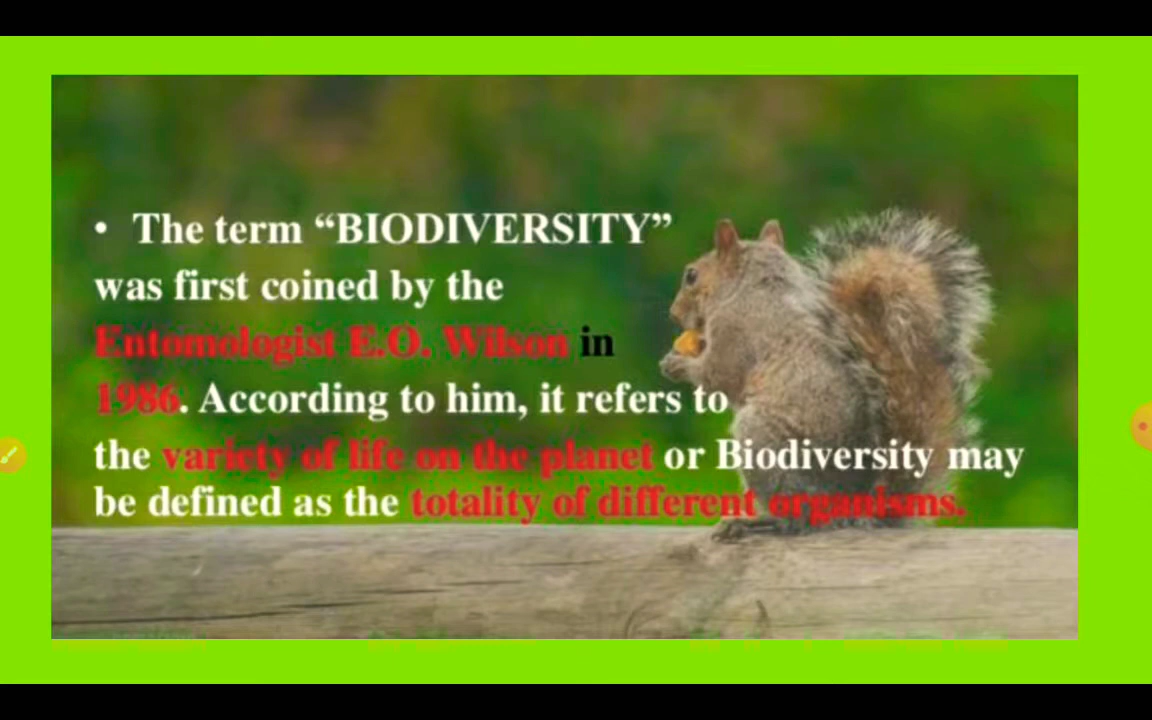 • The term “BIODIVERSITY”
was first coined by the
Entomologist E.O. Wilson in
1986. According to him, it refers to
the variety of life on the planet or Biodiversity may
be defined as the totality of different organisms.